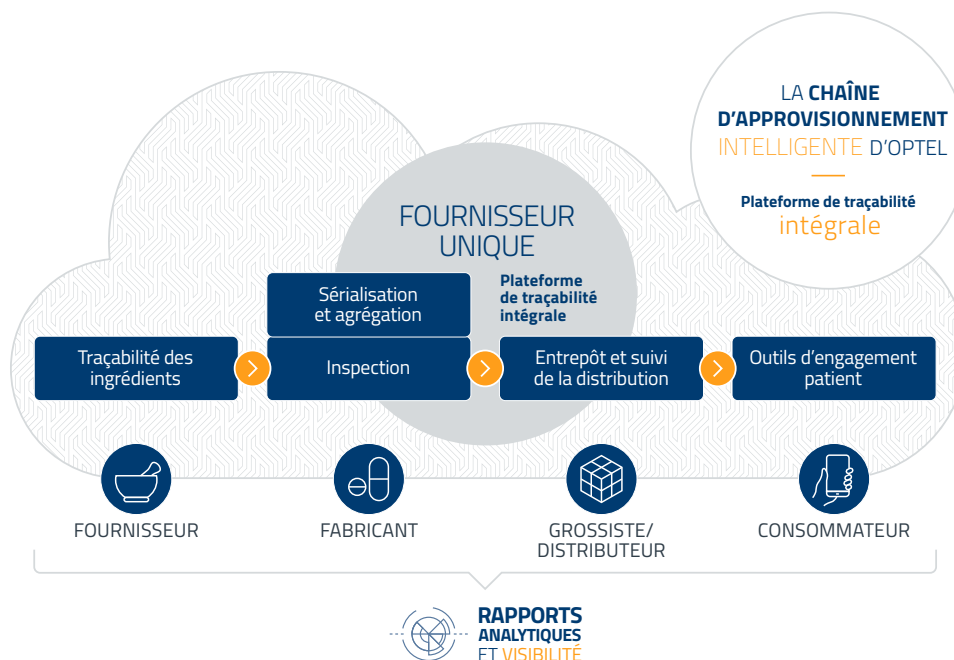 LA CHAÎNE
D'APPROVISIONNEMENT
INTELLIGENTE D'OPTEL
Plateforme de traçabilité
intégrale
FOURNISSEUR
UNIQUE
Plateforme
de traçabilité
intégrale
Sérialisation
et agrégation
Traçabilité des
ingrédients
Inspection
Entrepôt et suivi
de la distribution
Outils d'engagement
patient
FOURNISSEUR
FABRICANT
GROSSISTE/
DISTRIBUTEUR
CONSOMMATEUR
RAPPORTS
ANALYTIQUES
ET VISIBILITÉ